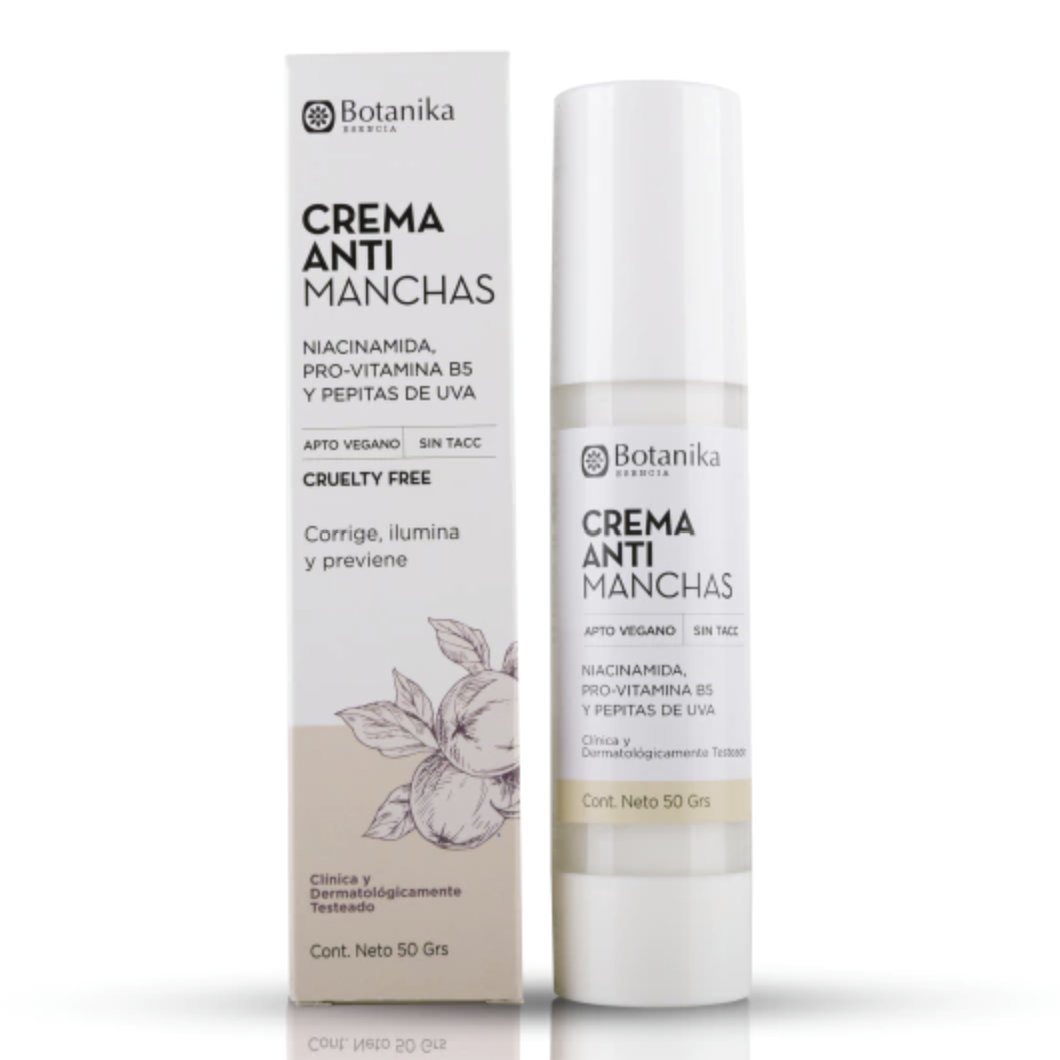 Botanika
ESENCIA
CREMA
ANTI
MANCHAS
NIACINAMIDA,
PRO-VITAMINA B5
Y PEPITAS DE UVA
APTO VEGANO SIN TACC
CRUELTY FREE
Corrige, ilumina
y previene
Clínica y
Dermatológicamente
Testeado
Cont. Neto 50 Grs
Botanika
ESENCIA
CREMA
ANTI
MANCHAS
APTO VEGANO SIN TACC
NIACINAMIDA,
PRO-VITAMINA B5
Y PEPITAS DE UVA
Clínica y
Dermatológicamente Testeado
Cont. Neto 50 Grs